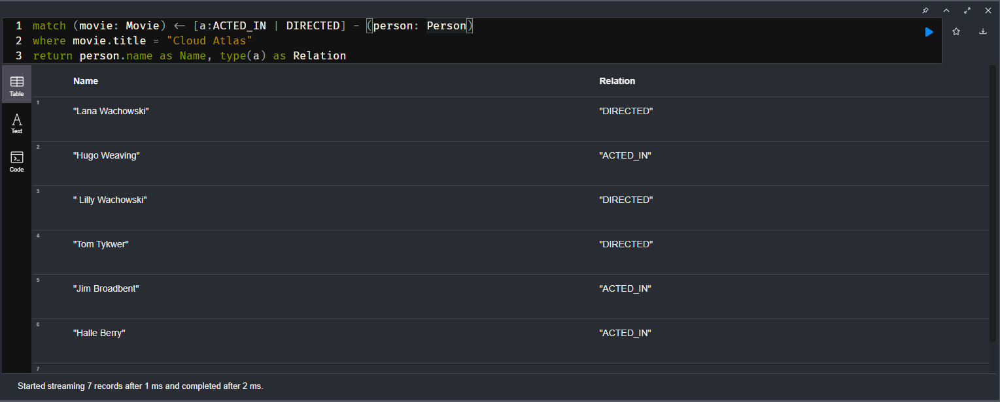 1 match (movie: Movie) <- [a:ACTED_IN | DIRECTED] - (person: Person)
2 where movie.title = "Cloud Atlas"
3 return person.name as Name, type(a) as Relation
Table
Text
Code
Name Relation
1 "Lana Wachowski" "DIRECTED"
2 "Hugo Weaving" "ACTED_IN"
3 " Lilly Wachowski" "DIRECTED"
4 "Tom Tykwer" "DIRECTED"
5 "Jim Broadbent" "ACTED_IN"
6 "Halle Berry" "ACTED_IN"
7
Started streaming 7 records after 1 ms and completed after 2 ms.